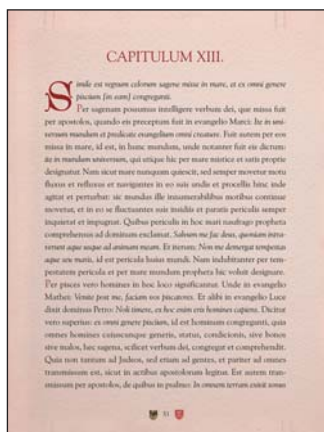 CAPITULUM XIII.
Simile est regnum celorum sagene misse in mare, et ex omni genere
piscium [in eam] congreganti.
Per sagenam possumus intelligere verbum dei, que missa fuit
per apostolos, quando eis preceptum fuit in evangelio Marci: Ite in uni-
versum mundum et predicate evangelium omni creature. Fuit autem per eos
missa in mare, id est, in hunc mundum, unde notanter fuit eis dictum:
ite in mundum universum, qui utique hic per mare mistice et satis proprie
designatur. Nam sicut mare nunquam quiescit, sed semper movetur motu
fluxus et refluxus et navigantes in eo suis undis et procellis hinc inde
agitat et perturbat: sic mundus ille innumerabilibus motibus continue
movetur, et in eo se fluctuantes suis insidiis et paratis periculis semper
inquietat et impugnat. Quibus periculis in hoc mari naufrago propheta
comprehensus ad dominum exclamat. Salvum me fac deus, quoniam intra-
verunt aque usque ad animam meam. Et iterum: Non me demergat tempestas
aque seu maris, id est pericula huius mundi. Nam indubitanter per tem-
pestatem pericula et per mare mundum propheta hic voluit designare.
Per pisces vero homines in hoc loco significantur. Unde in evangelio
Mathei: Venite post me, faciam vos piscatores. Et alibi in evangelio Luce
dixit dominus Petro: Noli timere, ex hoc enim eris homines capiens. Dicitur
vero superius: ex omni genere piscium, id est hominum congreganti, quia
omnes homines cuiuscunque generis, status, condicionis, sive bonos
sive malos, hec sagena, scilicet verbum dei, congregat et comprehendit.
Quia non tantum ad Judeos, sed etiam ad gentes, et pariter ad omnes
transmissum est, sicut in actibus apostolorum legitur. Est autem tran-
smissum per apostolos, de quibus in psalmo: In omnem terram exivit sonus
51